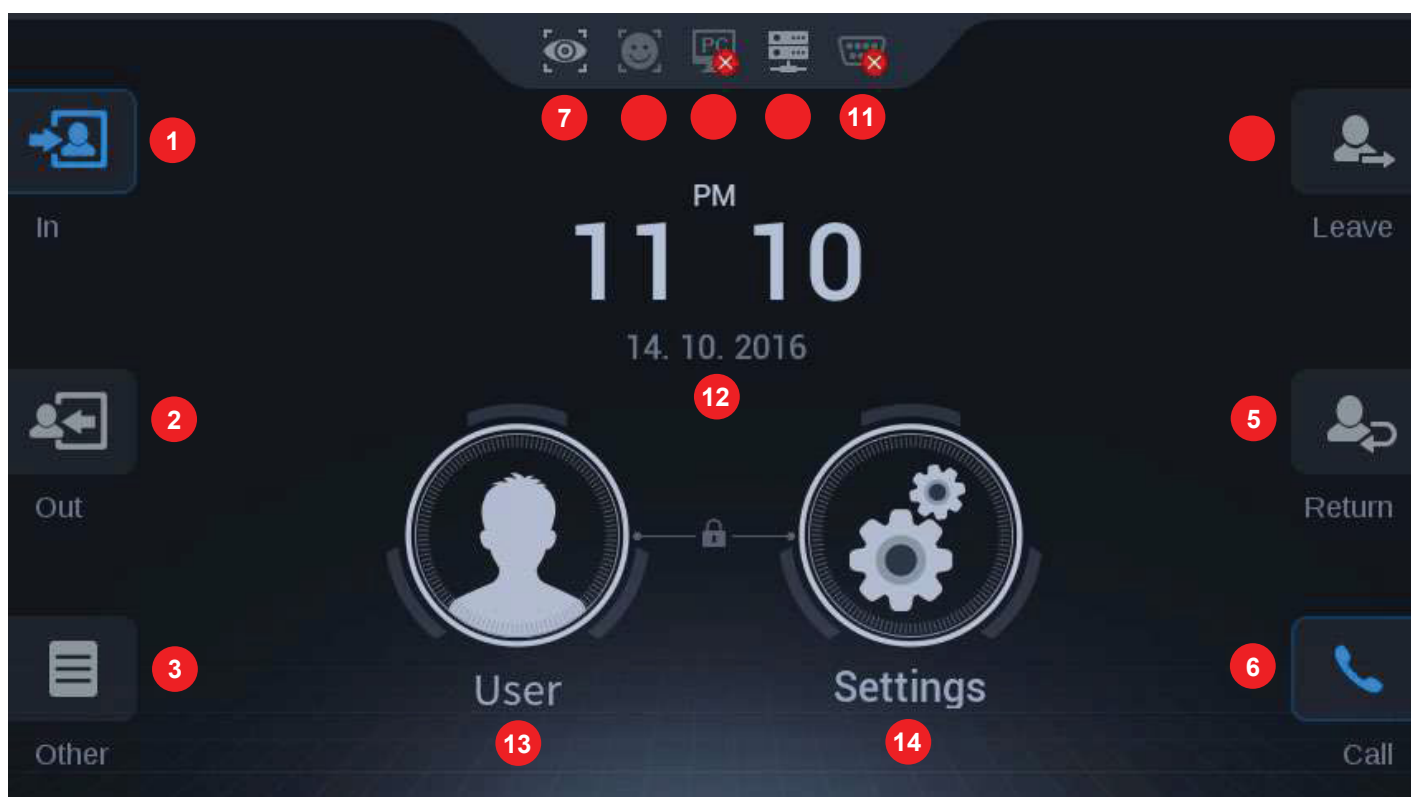 PC
7
11
1
In
Leave
PM
11 10
14. 10. 2016
12
2
5
Out
Return
3
6
User
Settings
13
14
Other
Call